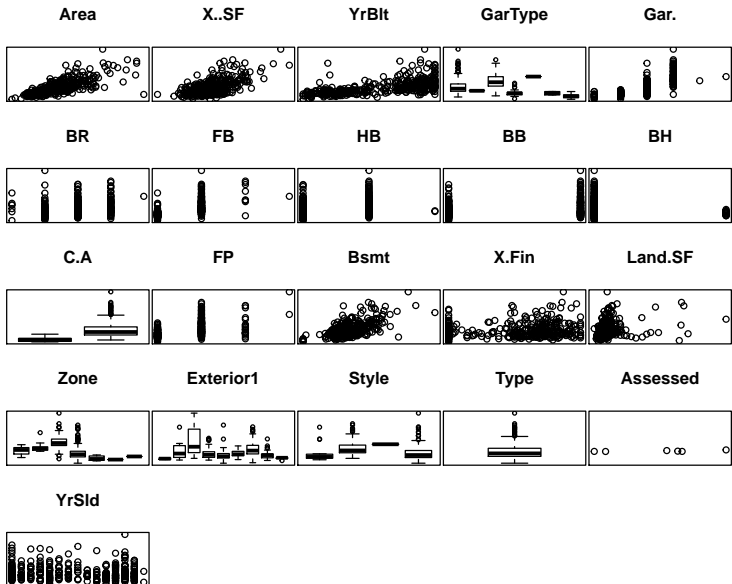 Area X..SF YrBlt GarType Gar.
BR FB HB BB BH
C.A FP Bsmt X.Fin Land.SF
Zone Exterior1 Style Type Assessed
YrSld